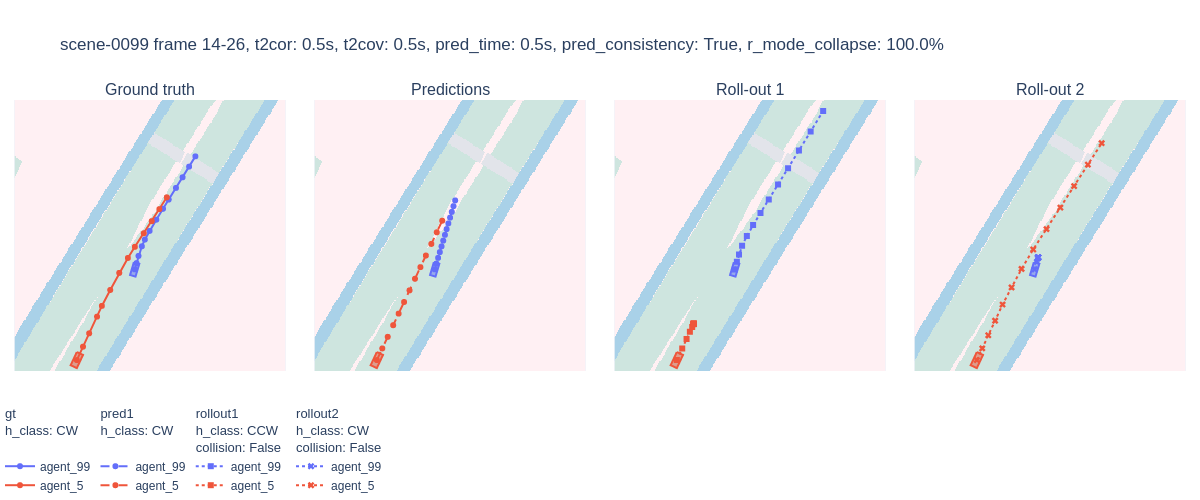 scene-0099 frame 14-26, t2cor: 0.5s, t2cov: 0.5s, pred_time: 0.5s, pred_consistency: True, r_mode_collapse: 100.0%
Ground truth
Predictions
Roll-out 1
Roll-out 2
gt
h_class: CW
agent_99
agent_5
pred1
h_class: CW
agent_99
agent_5
rollout1
h_class: CCW
collision: False
agent_99
agent_5
rollout2
h_class: CW
collision: False
agent_99
agent_5